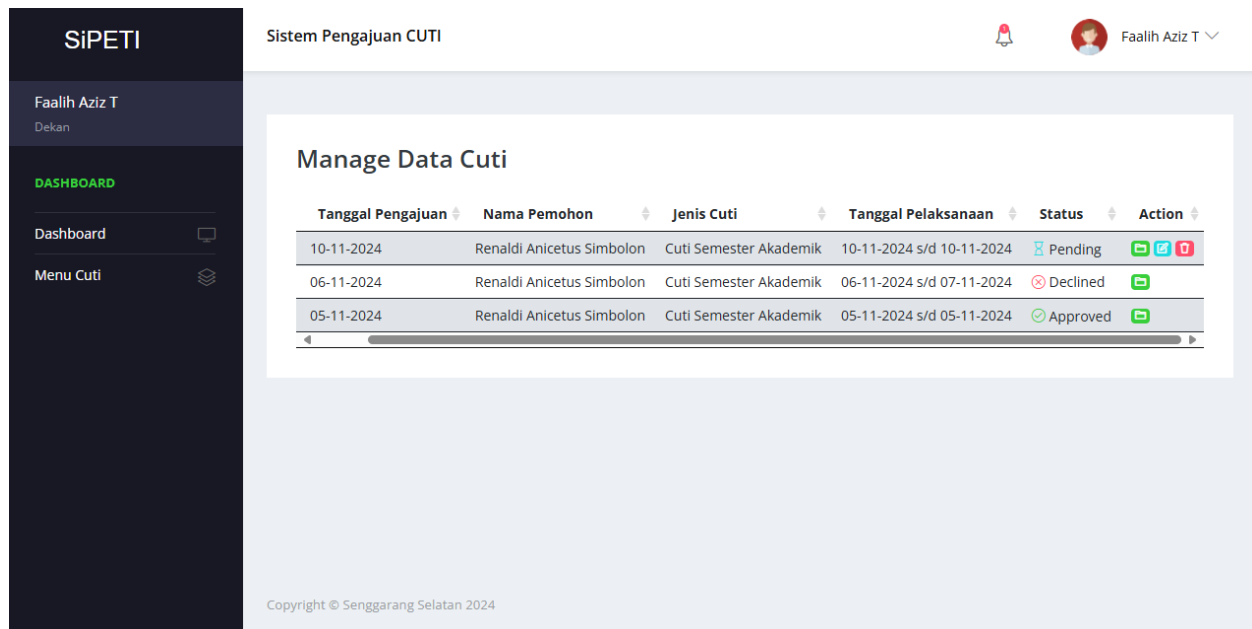 SiPETI
Sistem Pengajuan CUTI
1
Faalih Aziz T
Faalih Aziz T
Dekan
DASHBOARD
Dashboard
Menu Cuti
Manage Data Cuti
Tanggal Pengajuan Nama Pemohon Jenis Cuti Tanggal Pelaksanaan Status Action
10-11-2024 Renaldi Anicetus Simbolon Cuti Semester Akademik 10-11-2024 s/d 10-11-2024 Pending
06-11-2024 Renaldi Anicetus Simbolon Cuti Semester Akademik 06-11-2024 s/d 07-11-2024 Declined
05-11-2024 Renaldi Anicetus Simbolon Cuti Semester Akademik 05-11-2024 s/d 05-11-2024 Approved
Copyright © Senggarang Selatan 2024